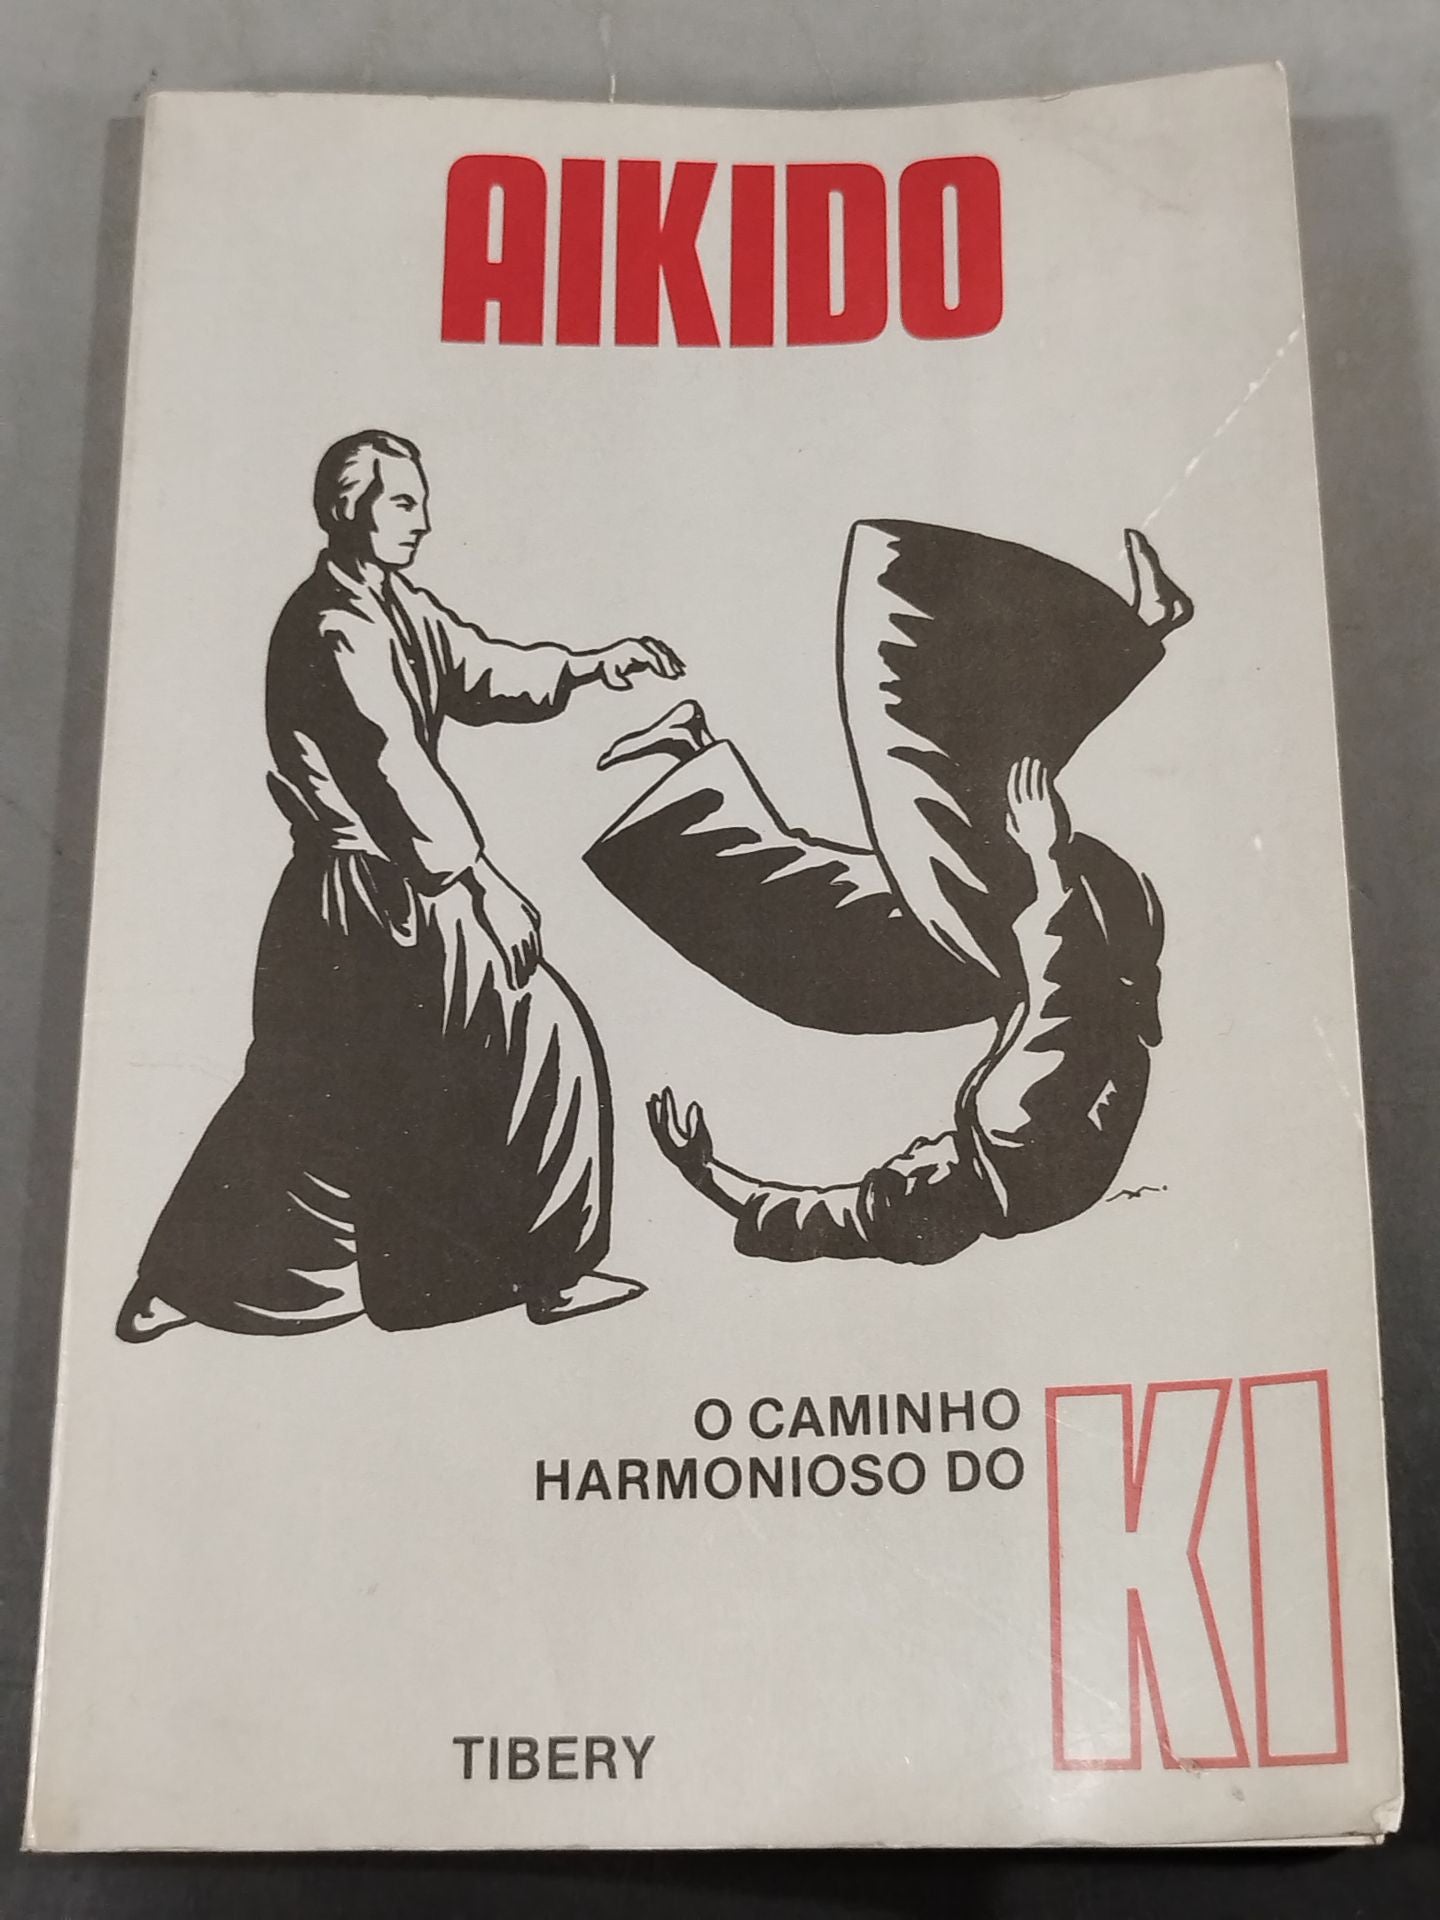 AIKIDO
O CAMINHO
HARMONIOSO DO
KI
TIBERY